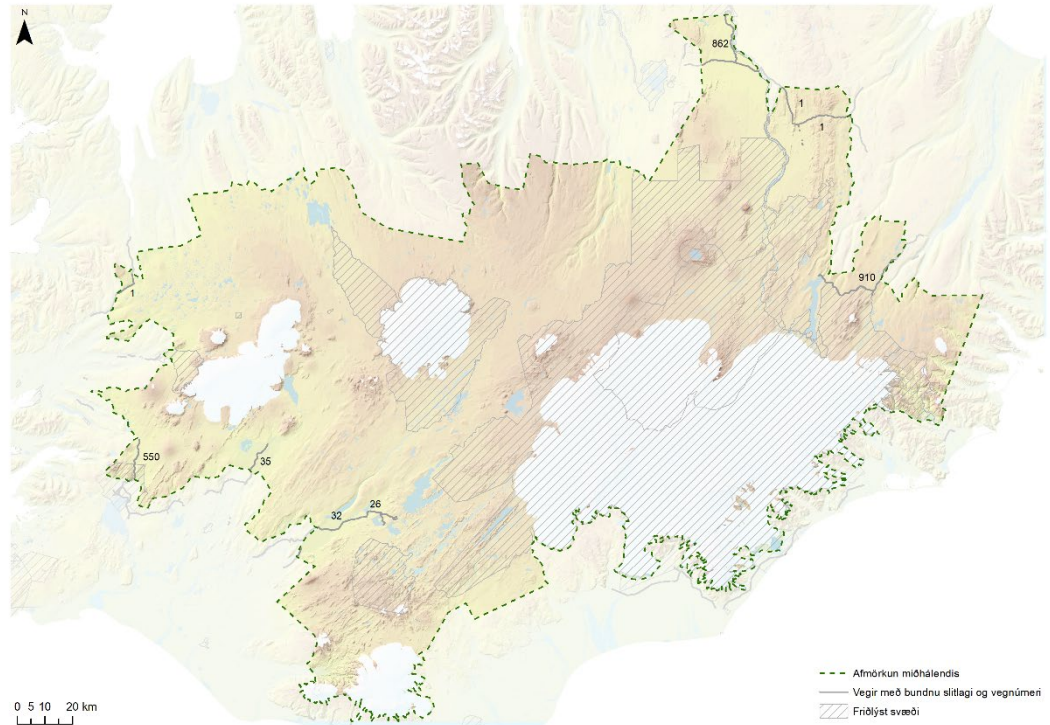 N
862
1
1
910
550
35
26
32
Afmörkun miðhálendis
Vegir með bundnu slitlagi og vegnúmeri
Friðlýst svæði
0 5 10 20 km